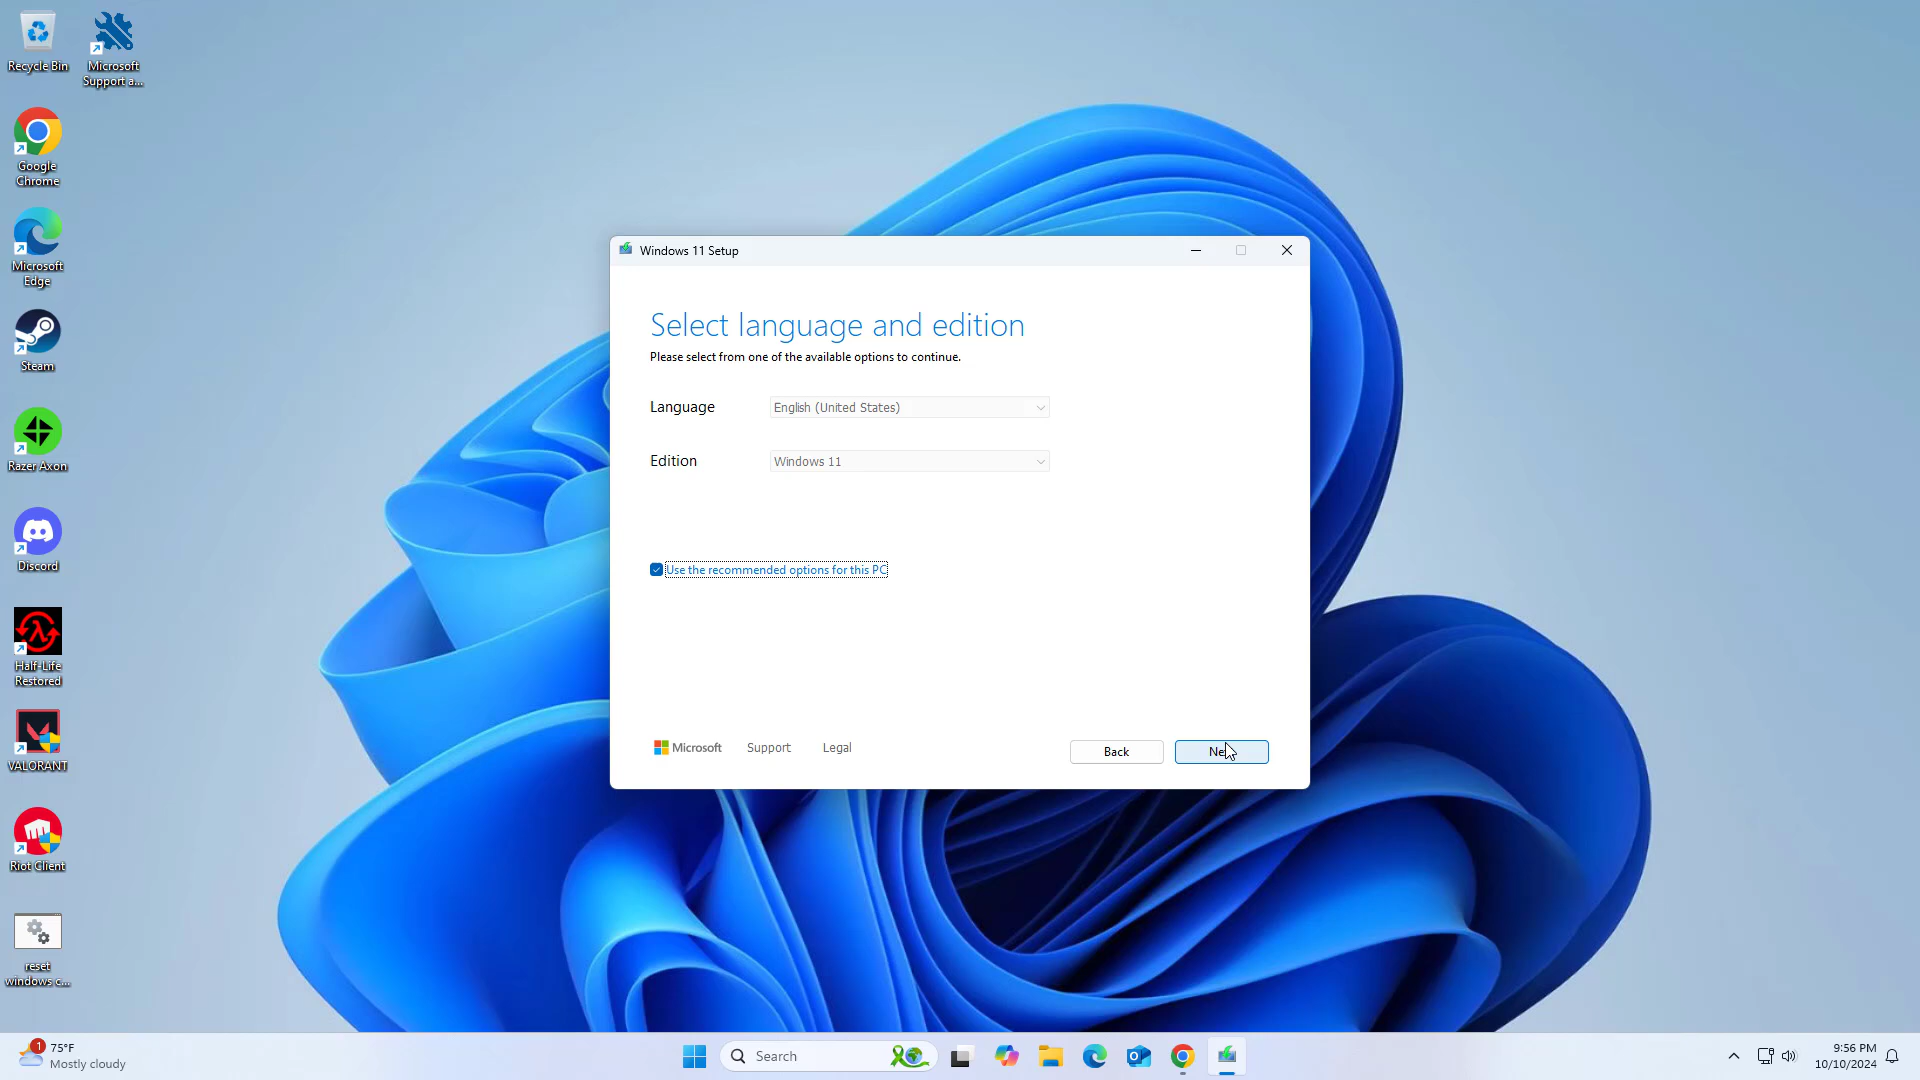 Recycle Bin
Microsoft
Support a...
Google
Chrome
Microsoft
Edge
Steam
Razer Axon
Discord
Half-Life
Restored
VALORANT
Riot Client
reset
windows c...
Windows 11 Setup
Select language and edition
Please select from one of the available options to continue.
Language
English (United States)
Edition
Windows 11
Use the recommended options for this PC
Microsoft
Support
Legal
Back
1
75°F
Mostly cloudy
Search
9:56 PM
10/10/2024